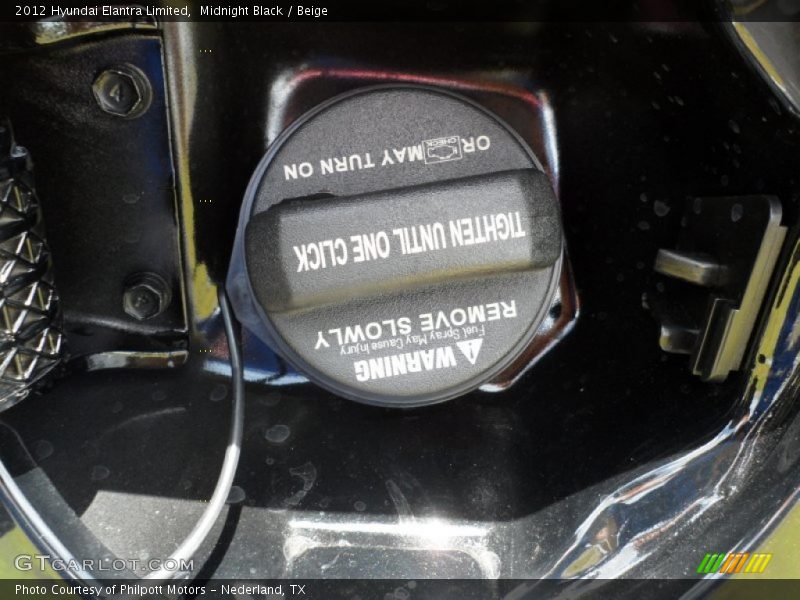 2012 Hyundai Elantra Limited, Midnight Black / Beige
WARNING
Fuel Spray May Cause Injury
REMOVE SLOWLY
TIGHTEN UNTIL ONE CLICK
OR CHECK MAY TURN ON
GTCARLOT.COM
Photo Courtesy of Philpott Motors - Nederland, TX